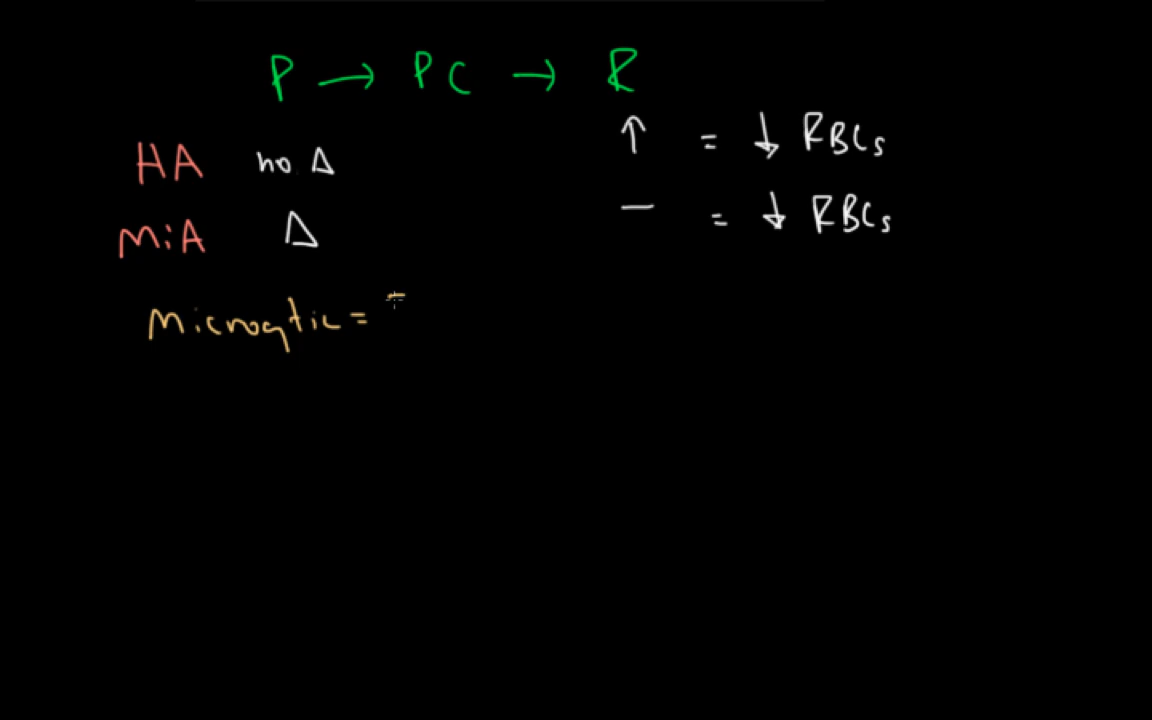 P → PC → R
HA no Δ ↑ = ↓ RBCs
MiA Δ — = ↓ RBCs
Microcytic =